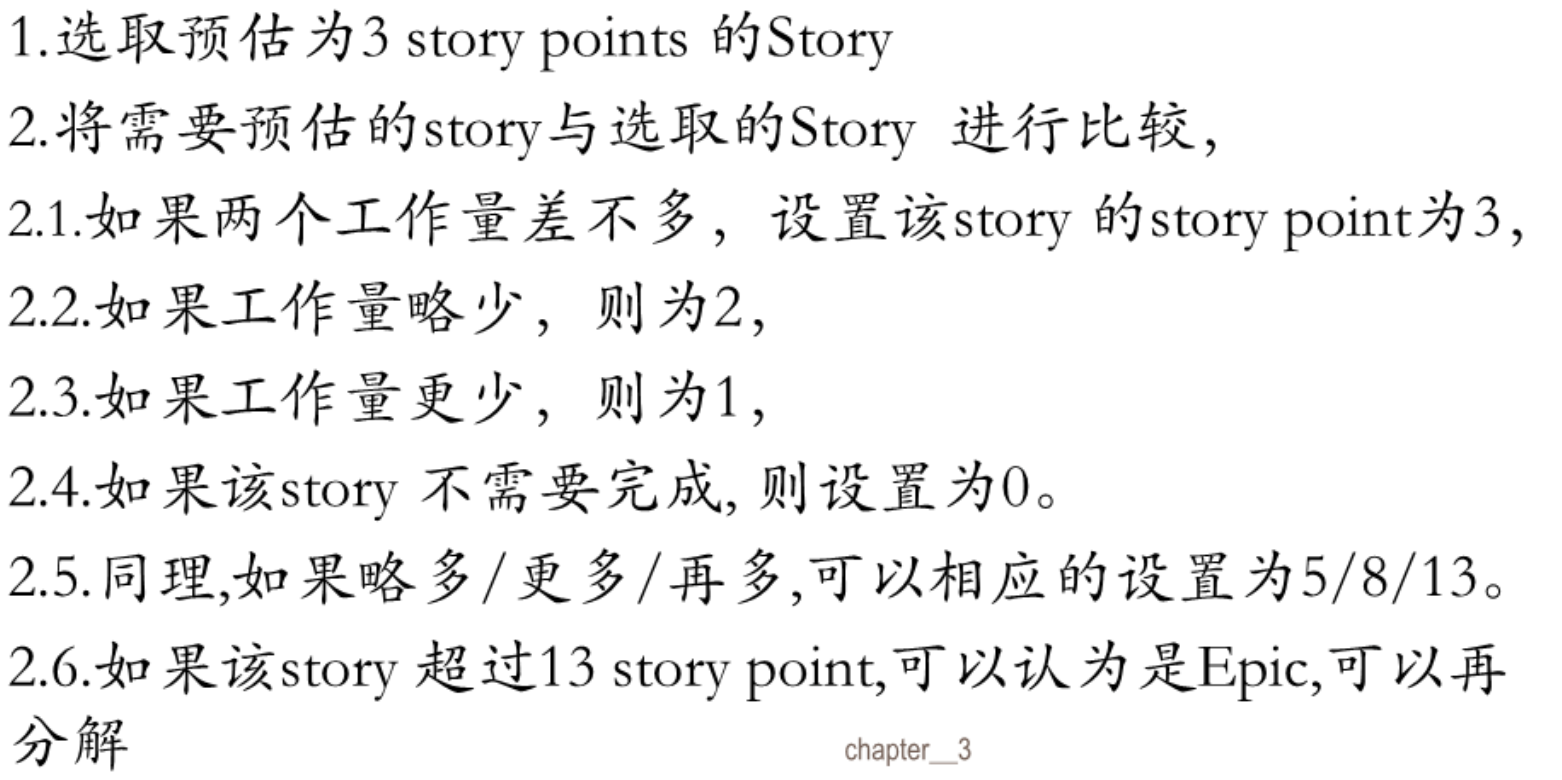 1.选取预估为3 story points 的Story
2.将需要预估的story与选取的Story 进行比较，
2.1.如果两个工作量差不多，设置该story 的story point为3，
2.2.如果工作量略少，则为2，
2.3.如果工作量更少，则为1，
2.4.如果该story 不需要完成, 则设置为0。
2.5.同理,如果略多/更多/再多,可以相应的设置为5/8/13。
2.6.如果该story 超过13 story point,可以认为是Epic,可以再
分解
chapter__3